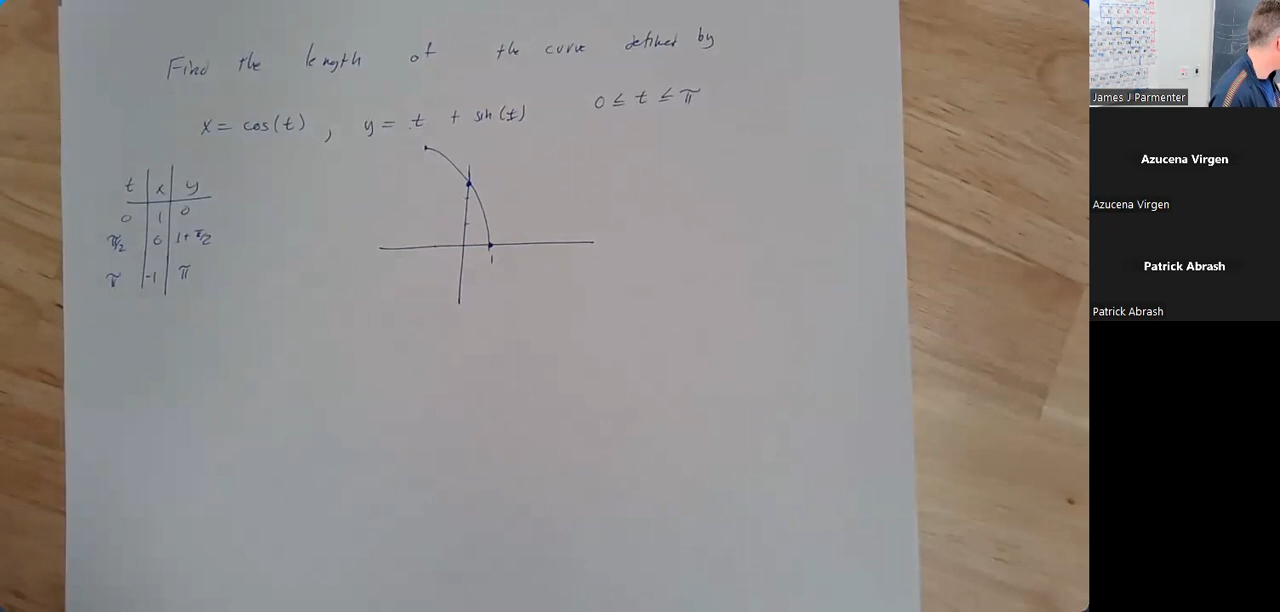 Find the length of the curve defined by
x = cos(t), y = t + sin(t) 0 ≤ t ≤ π
t x y
0 1 0
π/2 0 1+π/2
π -1 π
1
James J Parmenter
Azucena Virgen
Azucena Virgen
Patrick Abrash
Patrick Abrash